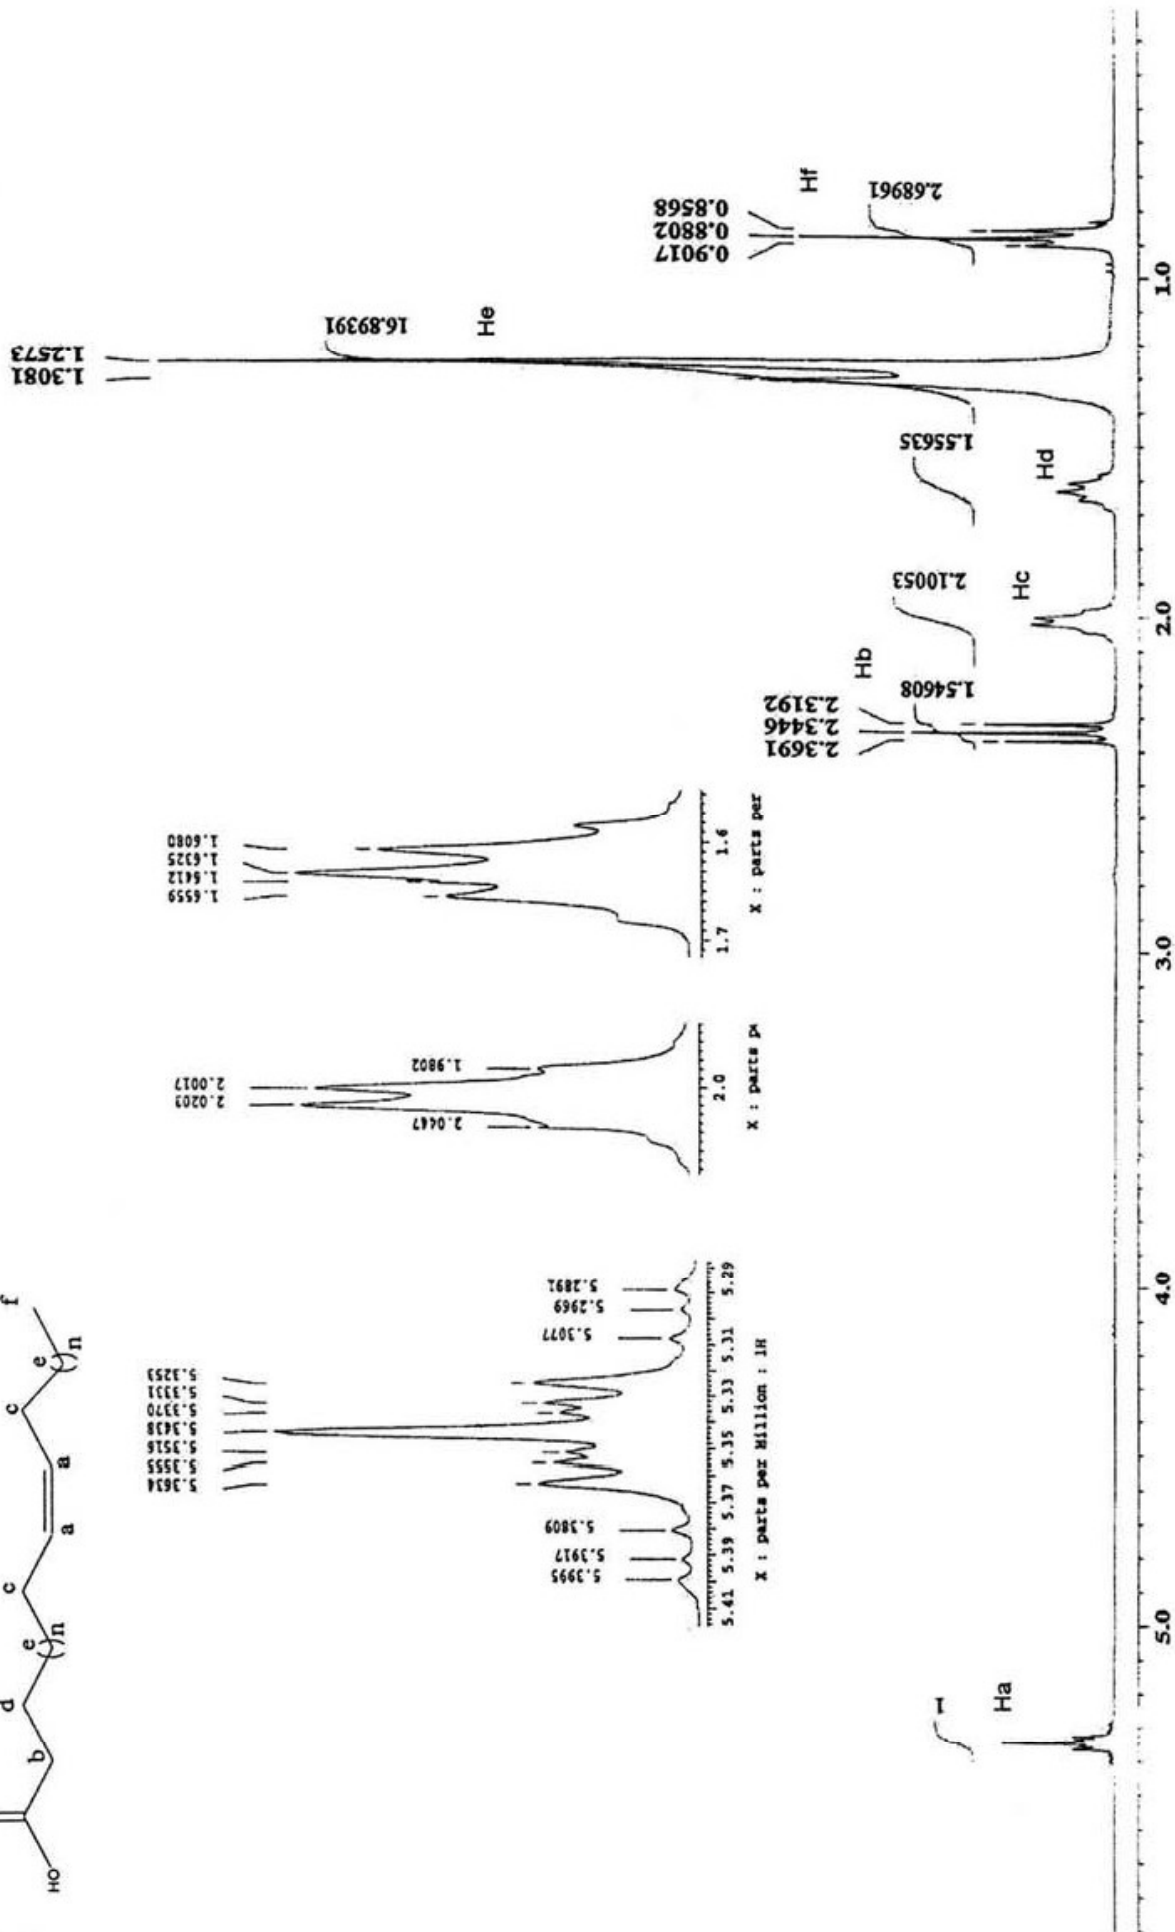 HO
b
d
e
( )n
c
a
a
c
e
( )n
f
5.3634
5.3555
5.3516
5.3438
5.3370
5.3331
5.3253
5.3995
5.3917
5.3809
5.3077
5.2969
5.2891
5.41 5.39 5.37 5.35 5.33 5.31 5.29
X : parts per Million : 1H
2.0203
2.0017
2.0447
1.9802
2.0
X : parts p
1.6559
1.6412
1.6325
1.6080
1.7 1.6
X : parts per
1.3081
1.2573
16.89391
He
0.9017
0.8802
0.8568
Hf
2.68961
2.3691
2.3446
2.3192
Hb
1.54608
2.10053
Hc
1.55635
Hd
1
Ha
5.0 4.0 3.0 2.0 1.0